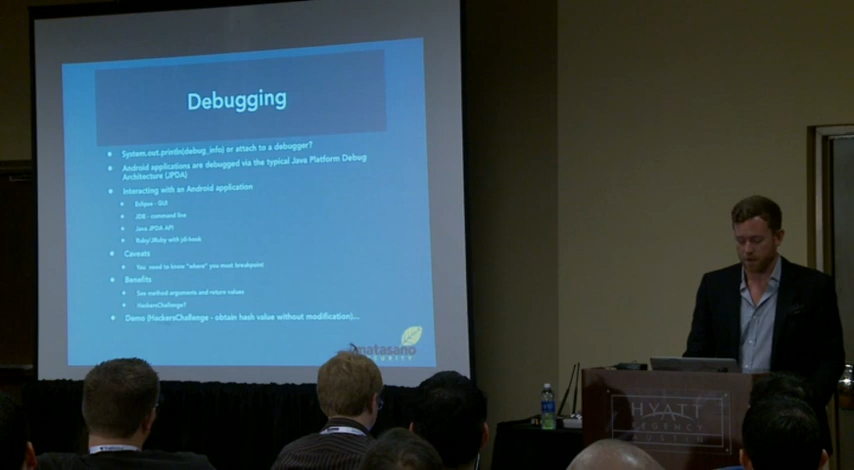 Debugging
System.out.println(debug_info) or attach to a debugger?
Android applications are debugged via the typical Java Platform Debug
Architecture (JPDA)
Interacting with an Android application
Eclipse - GUI
JDB - command line
Java JPDA API
Ruby/JRuby with jdi-hook
Caveats
You need to know "where" you must breakpoint
Benefits
See method arguments and return values
HackersChallenge?
Demo (HackersChallenge - obtain hash value without modification)...
matasano
SECURITY
HYATT
REGENCY